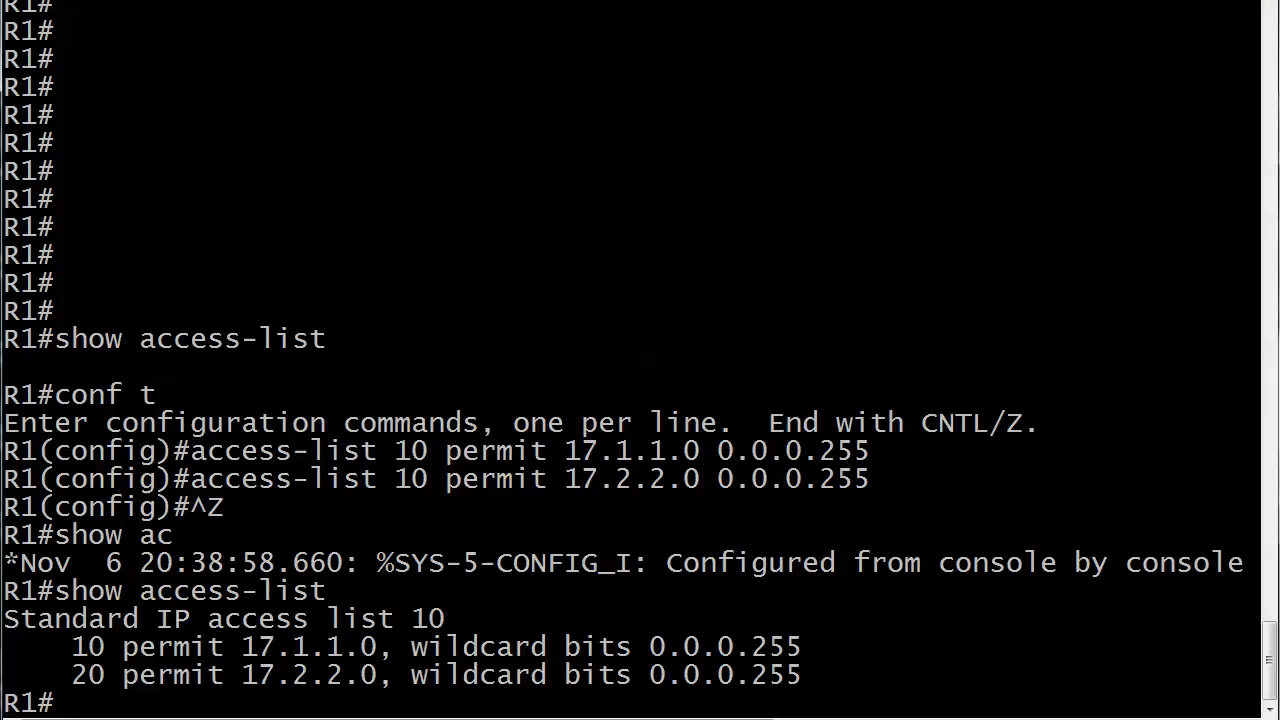 R1#
R1#
R1#
R1#
R1#
R1#
R1#
R1#
R1#
R1#
R1#
R1#
R1#show access-list
R1#conf t
Enter configuration commands, one per line.  End with CNTL/Z.
R1(config)#access-list 10 permit 17.1.1.0 0.0.0.255
R1(config)#access-list 10 permit 17.2.2.0 0.0.0.255
R1(config)#^Z
R1#show ac
*Nov  6 20:38:58.660: %SYS-5-CONFIG_I: Configured from console by console
R1#show access-list
Standard IP access list 10
    10 permit 17.1.1.0, wildcard bits 0.0.0.255
    20 permit 17.2.2.0, wildcard bits 0.0.0.255
R1#